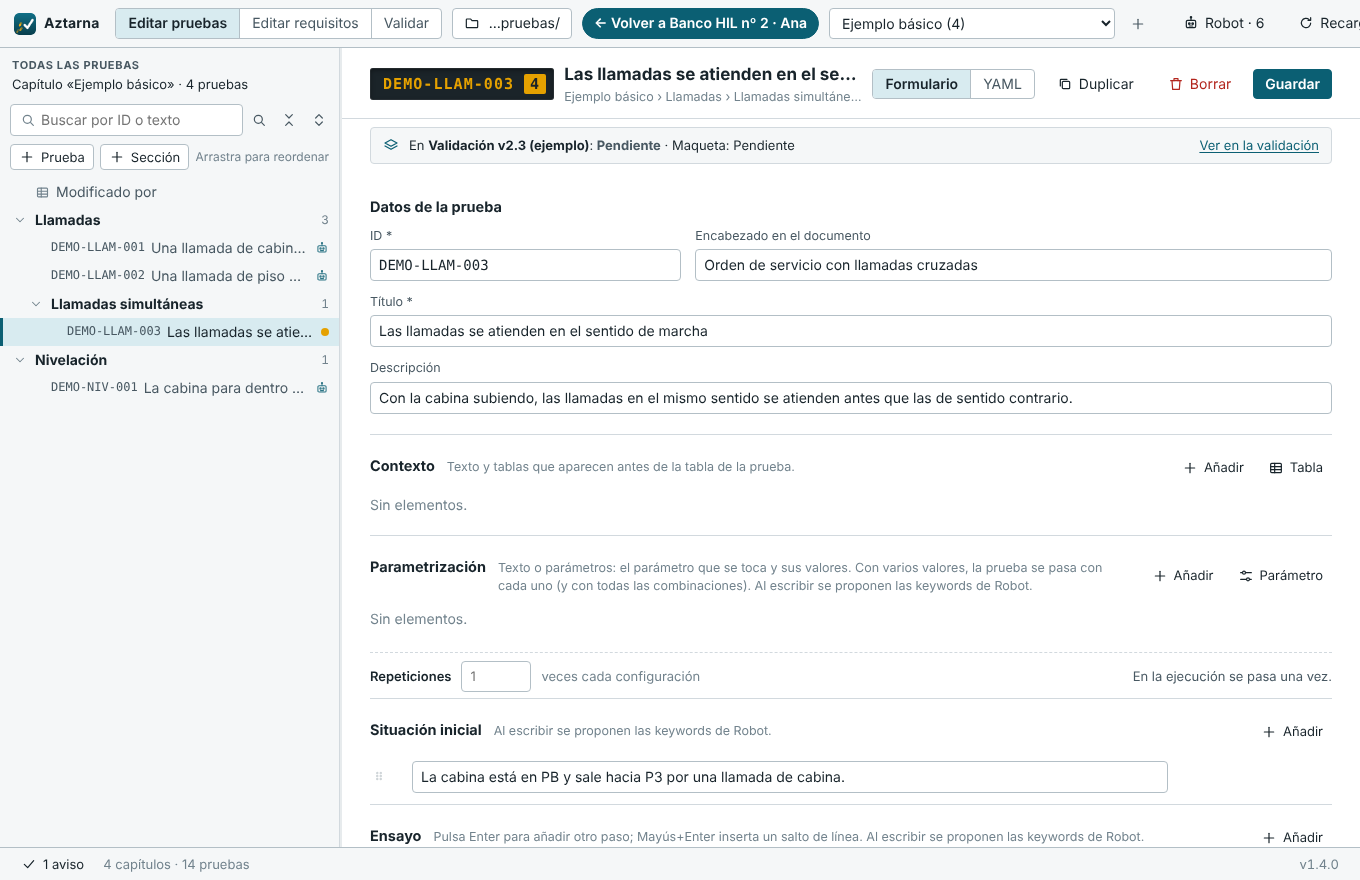 Aztarna
Editar pruebas
Editar requisitos
Validar
...pruebas/
← Volver a Banco HIL nº 2 · Ana
Ejemplo básico (4)
Robot · 6
TODAS LAS PRUEBAS
Capítulo «Ejemplo básico» · 4 pruebas
Buscar por ID o texto
Prueba
Sección
Arrastra para reordenar
Modificado por
Llamadas 3
DEMO-LLAM-001 Una llamada de cabin...
DEMO-LLAM-002 Una llamada de piso ...
Llamadas simultáneas 1
DEMO-LLAM-003 Las llamadas se atie...
Nivelación 1
DEMO-NIV-001 La cabina para dentro ...
DEMO-LLAM-003 4
Las llamadas se atienden en el se...
Ejemplo básico › Llamadas › Llamadas simultáne...
Formulario
YAML
Duplicar
Borrar
Guardar
En Validación v2.3 (ejemplo): Pendiente · Maqueta: Pendiente
Ver en la validación
Datos de la prueba
ID *
Encabezado en el documento
DEMO-LLAM-003
Orden de servicio con llamadas cruzadas
Título *
Las llamadas se atienden en el sentido de marcha
Descripción
Con la cabina subiendo, las llamadas en el mismo sentido se atienden antes que las de sentido contrario.
Contexto
Texto y tablas que aparecen antes de la tabla de la prueba.
Añadir
Tabla
Sin elementos.
Parametrización
Texto o parámetros: el parámetro que se toca y sus valores. Con varios valores, la prueba se pasa con
cada uno (y con todas las combinaciones). Al escribir se proponen las keywords de Robot.
Añadir
Parámetro
Sin elementos.
Repeticiones
1
veces cada configuración
En la ejecución se pasa una vez.
Situación inicial
Al escribir se proponen las keywords de Robot.
Añadir
La cabina está en PB y sale hacia P3 por una llamada de cabina.
Ensayo
Pulsa Enter para añadir otro paso; Mayús+Enter inserta un salto de línea. Al escribir se proponen las keywords de Robot.
Añadir
1 aviso
4 capítulos · 14 pruebas
v1.4.0